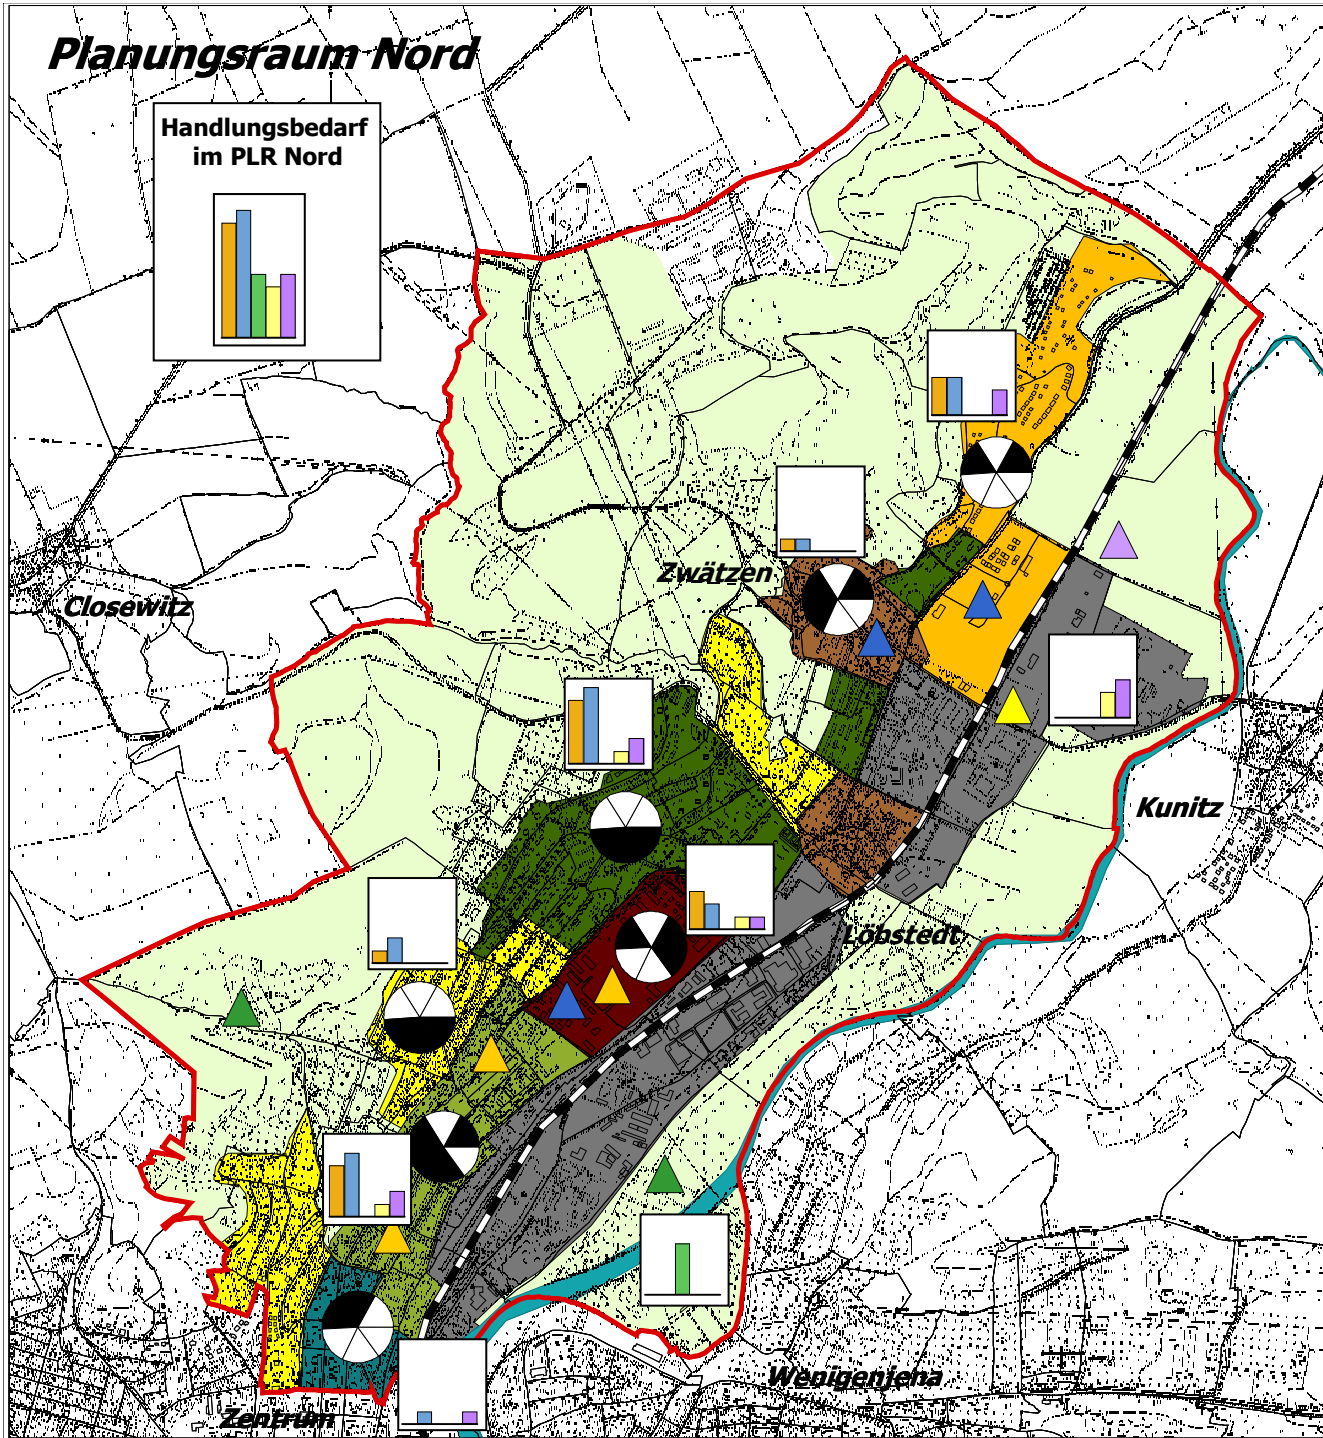 Planungsraum Nord
Handlungsbedarf
im PLR Nord
Zwätzen
Closewitz
Kunitz
Löbstedt
Wenigenjena
Zentrum